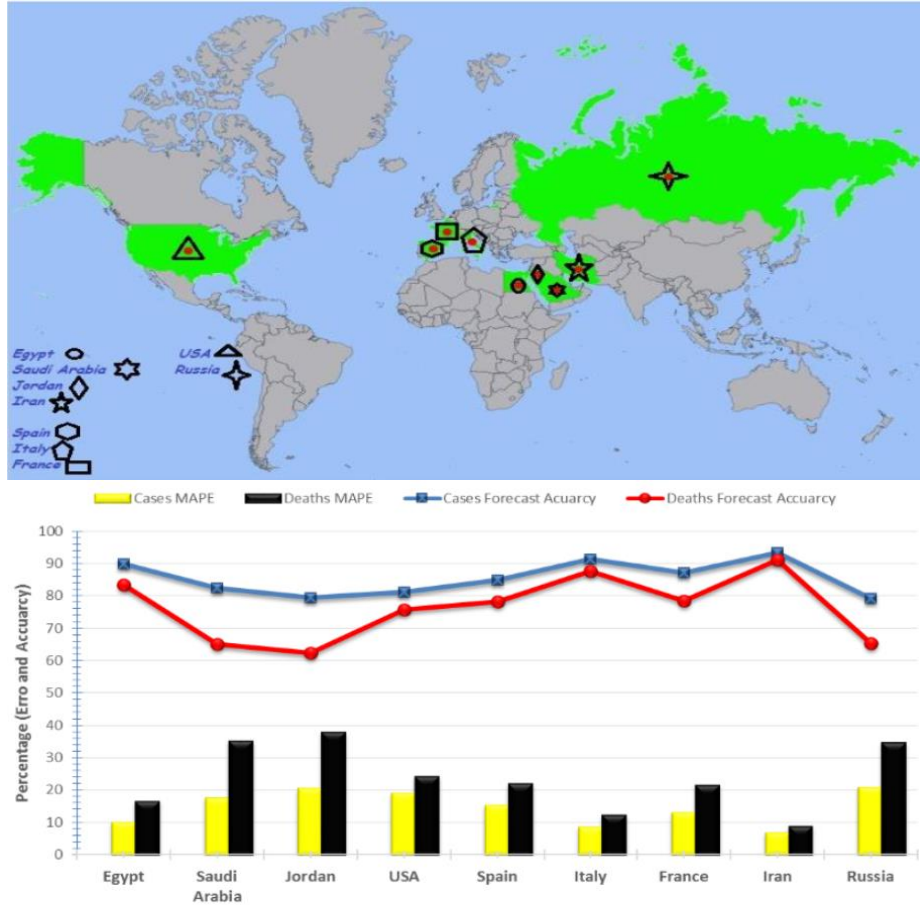 Egypt
Saudi Arabia
Jordan
Iran
Spain
Italy
France
USA
Russia
Cases MAPE Deaths MAPE Cases Forecast Acuarcy Deaths Forecast Accuarcy
Percentage (Erro and Accuarcy)
100
90
80
70
60
50
40
30
20
10
0
Egypt Saudi Arabia Jordan USA Spain Italy France Iran Russia